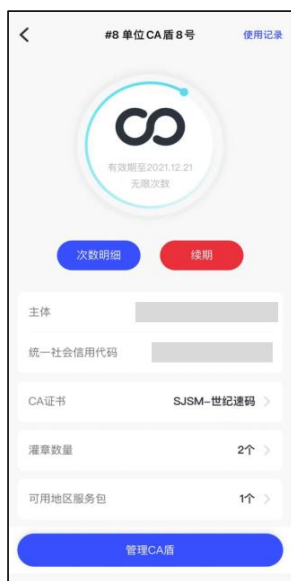 #8 单位CA盾8号 使用记录
有效期至2021.12.21
无限次数
次数明细 续期
主体
统一社会信用代码
CA证书 SJSM-世纪速码
灌章数量 2个
可用地区服务包 1个
管理CA盾